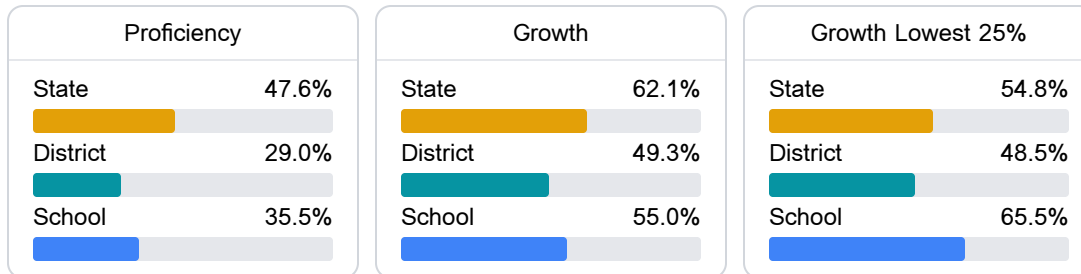 Proficiency
State 47.6%
District 29.0%
School 35.5%
Growth
State 62.1%
District 49.3%
School 55.0%
Growth Lowest 25%
State 54.8%
District 48.5%
School 65.5%